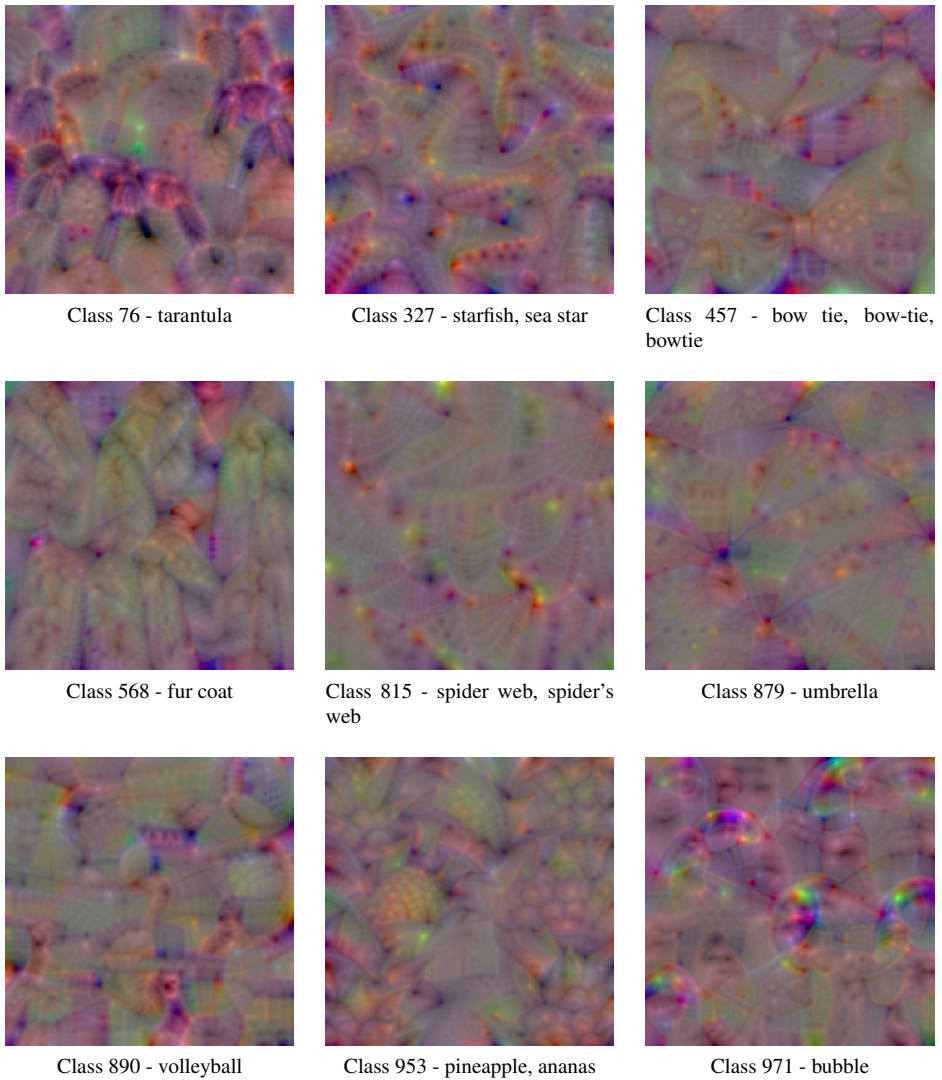 Class 76 - tarantula
Class 327 - starfish, sea star
Class 457 - bow tie, bow-tie,
bowtie
Class 568 - fur coat
Class 815 - spider web, spider's
web
Class 879 - umbrella
Class 890 - volleyball
Class 953 - pineapple, ananas
Class 971 - bubble